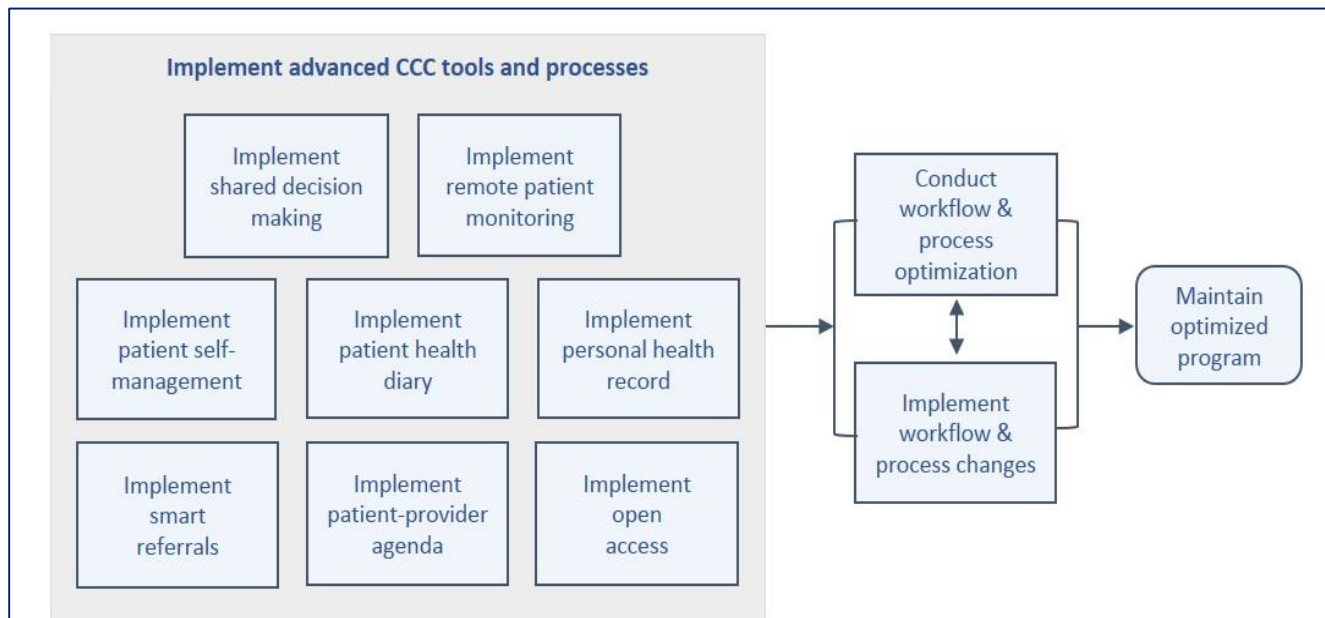 Implement advanced CCC tools and processes
Implement
shared decision
making
Implement
remote patient
monitoring
Implement
patient self-
management
Implement
patient health
diary
Implement
personal health
record
Implement
smart
referrals
Implement
patient-provider
agenda
Implement
open
access
Conduct
workflow &
process
optimization
Implement
workflow &
process changes
Maintain
optimized
program